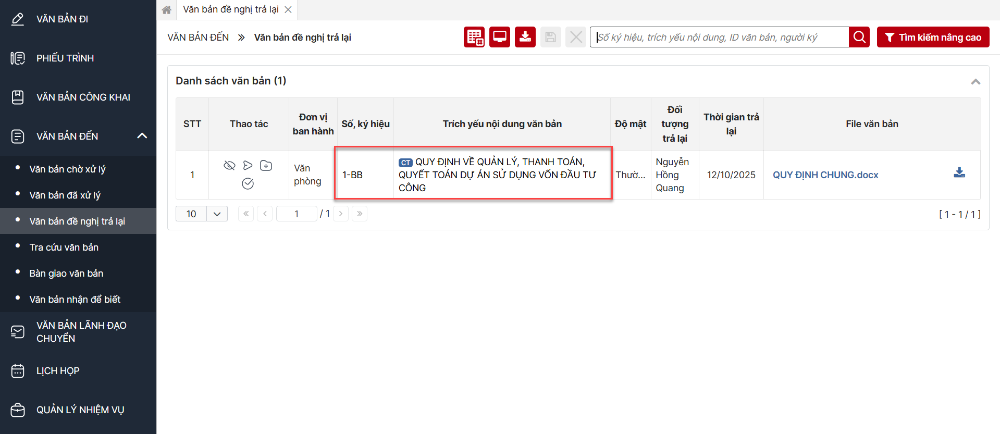 VĂN BẢN ĐI
PHIẾU TRÌNH
VĂN BẢN CÔNG KHAI
VĂN BẢN ĐẾN
Văn bản chờ xử lý
Văn bản đã xử lý
Văn bản đề nghị trả lại
Tra cứu văn bản
Bàn giao văn bản
Văn bản nhận để biết
VĂN BẢN LÃNH ĐẠO
CHUYỂN
LỊCH HỌP
QUẢN LÝ NHIỆM VỤ
Văn bản đề nghị trả lại
VĂN BẢN ĐẾN » Văn bản đề nghị trả lại
Số ký hiệu, trích yếu nội dung, ID văn bản, người ký
Tìm kiếm nâng cao
Danh sách văn bản (1)
STT
Thao tác
Đơn vị
ban hành
Số, ký hiệu
Trích yếu nội dung văn bản
Độ mật
Đối
tượng
trả lại
Thời gian trả
lại
File văn bản
1
Văn
phòng
1-BB
CT QUY ĐỊNH VỀ QUẢN LÝ, THANH TOÁN,
QUYẾT TOÁN DỰ ÁN SỬ DỤNG VỐN ĐẦU TƯ
CÔNG
Thườ...
Nguyễn
Hồng
Quang
12/10/2025
QUY ĐỊNH CHUNG.docx
10
« ‹ 1 / 1 › »
[ 1 - 1 / 1 ]